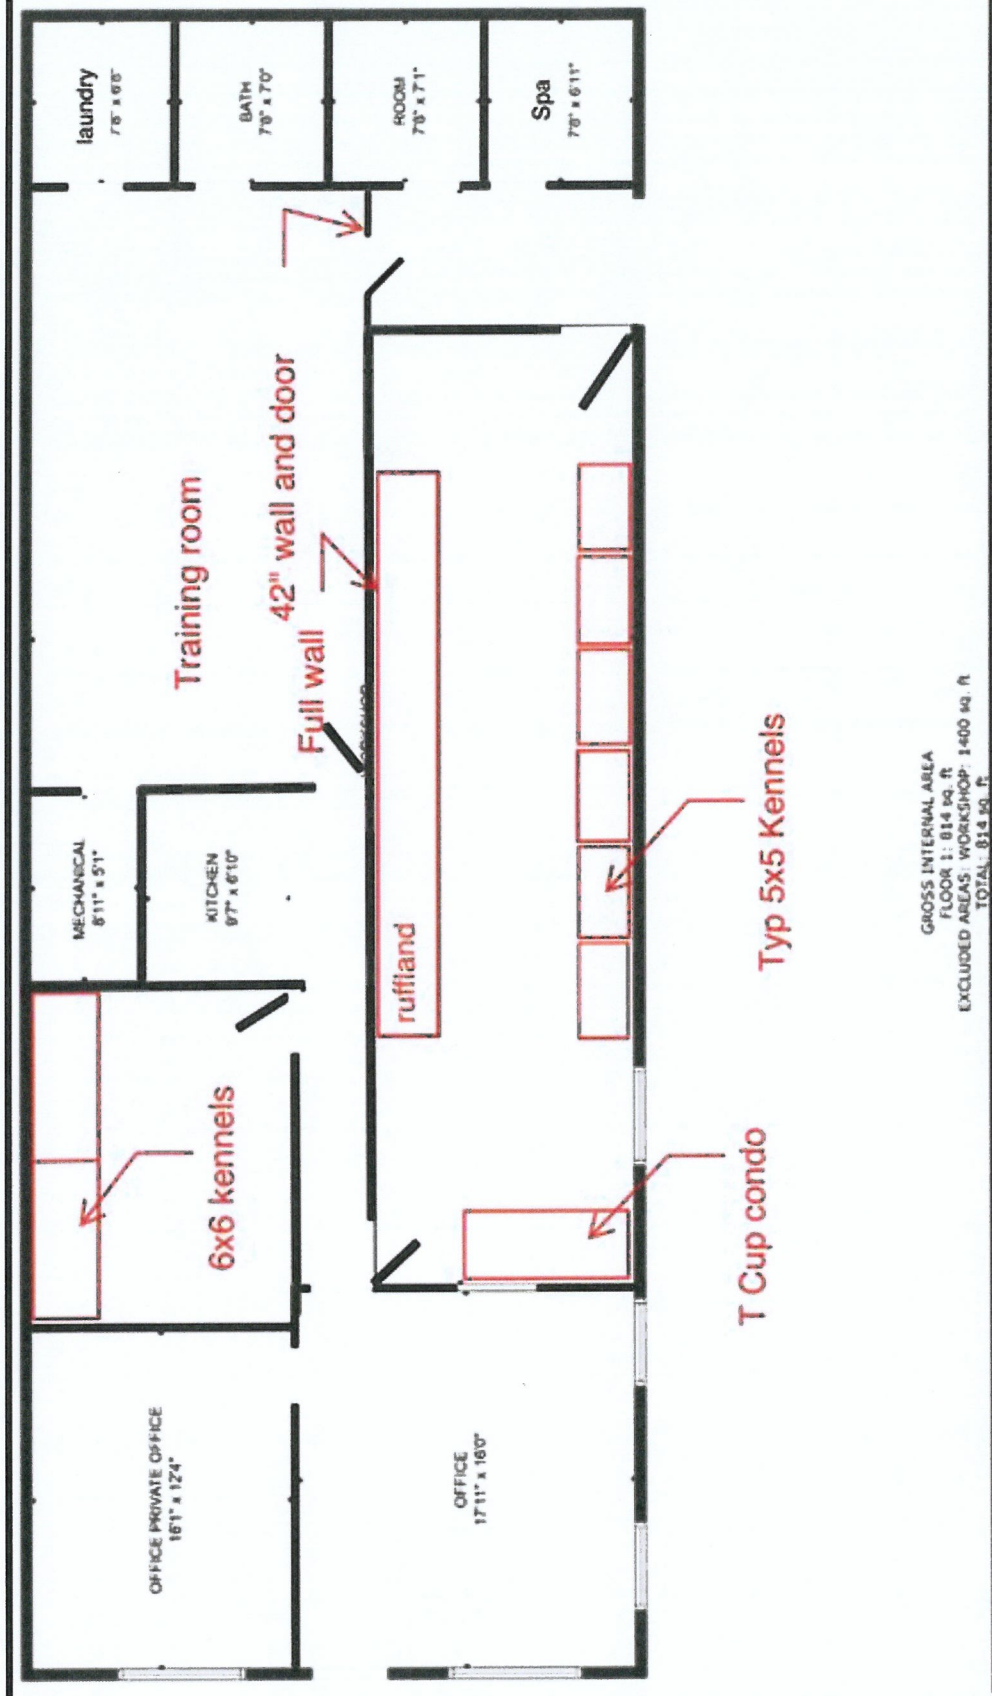 laundry
7'8" x 6'8"
BATH
7'8" x 7'0"
ROOM
7'8" x 7'1"
Spa
7'8" x 6'11"
Training room
42" wall and door
Full wall
MECHANICAL
8'11" x 5'1"
KITCHEN
9'7" x 6'10"
ruffland
6x6 kennels
Typ 5x5 Kennels
T Cup condo
OFFICE PRIVATE OFFICE
16'1" x 12'4"
OFFICE
17'11" x 16'0"
GROSS INTERNAL AREA
FLOOR 1: 814 sq. ft
EXCLUDED AREAS: WORKSHOP: 1400 sq. ft
TOTAL: 814 sq. ft